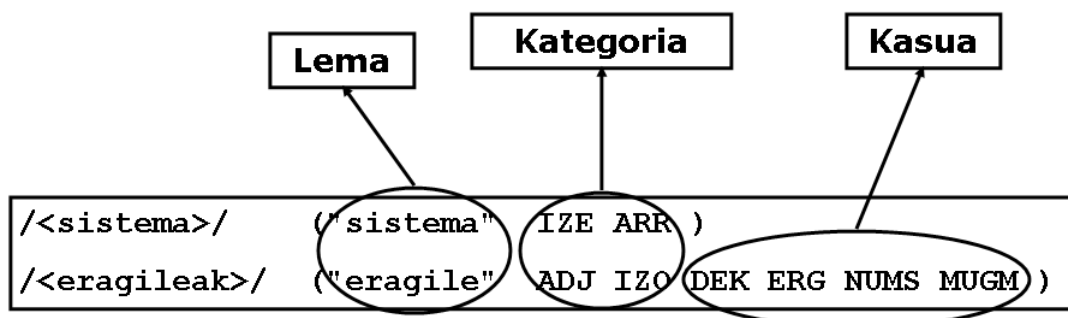 Lema
Kategoria
Kasua
/<sistema>/ ("sistema" IZE ARR )
/<eragileak>/ ("eragile" ADJ IZO DEK ERG NUMS MUGM )